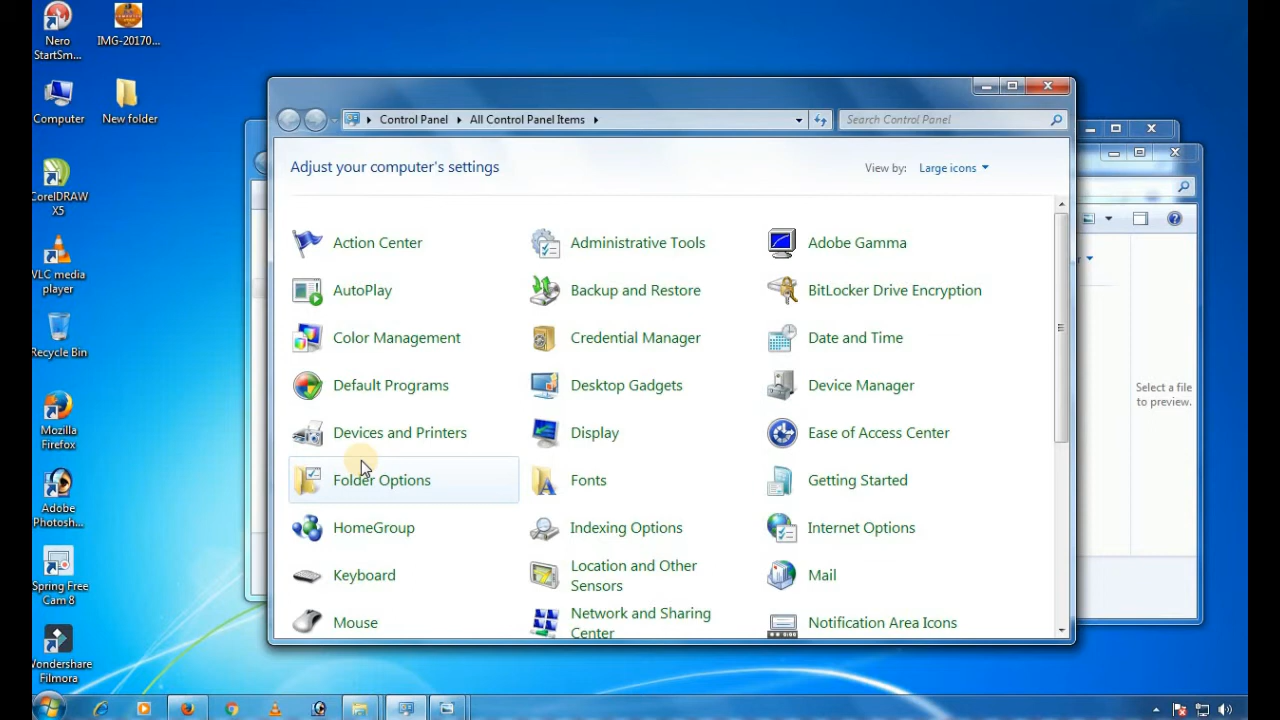 Nero
StartSm...
IMG-20170...
Computer
New folder
CorelDRAW
X5
VLC media
player
Recycle Bin
Mozilla
Firefox
Adobe
Photosh...
Spring Free
Cam 8
Wondershare
Filmora
Control Panel
All Control Panel Items
Search Control Panel
Adjust your computer's settings
View by:
Large icons
Action Center
Administrative Tools
Adobe Gamma
AutoPlay
Backup and Restore
BitLocker Drive Encryption
Color Management
Credential Manager
Date and Time
Default Programs
Desktop Gadgets
Device Manager
Devices and Printers
Display
Ease of Access Center
Folder Options
Fonts
Getting Started
HomeGroup
Indexing Options
Internet Options
Keyboard
Location and Other
Sensors
Mail
Mouse
Network and Sharing
Center
Notification Area Icons
Select a file
to preview.